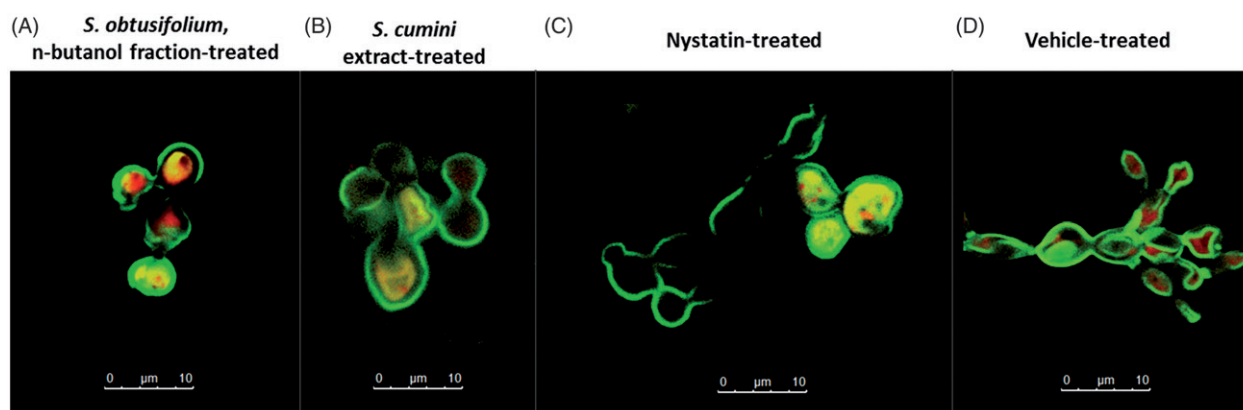 (A) S. obtusifolium,
n-butanol fraction-treated
(B) S. cumini
extract-treated
(C) Nystatin-treated
(D) Vehicle-treated
0 µm 10
0 µm 10
0 µm 10
0 µm 10